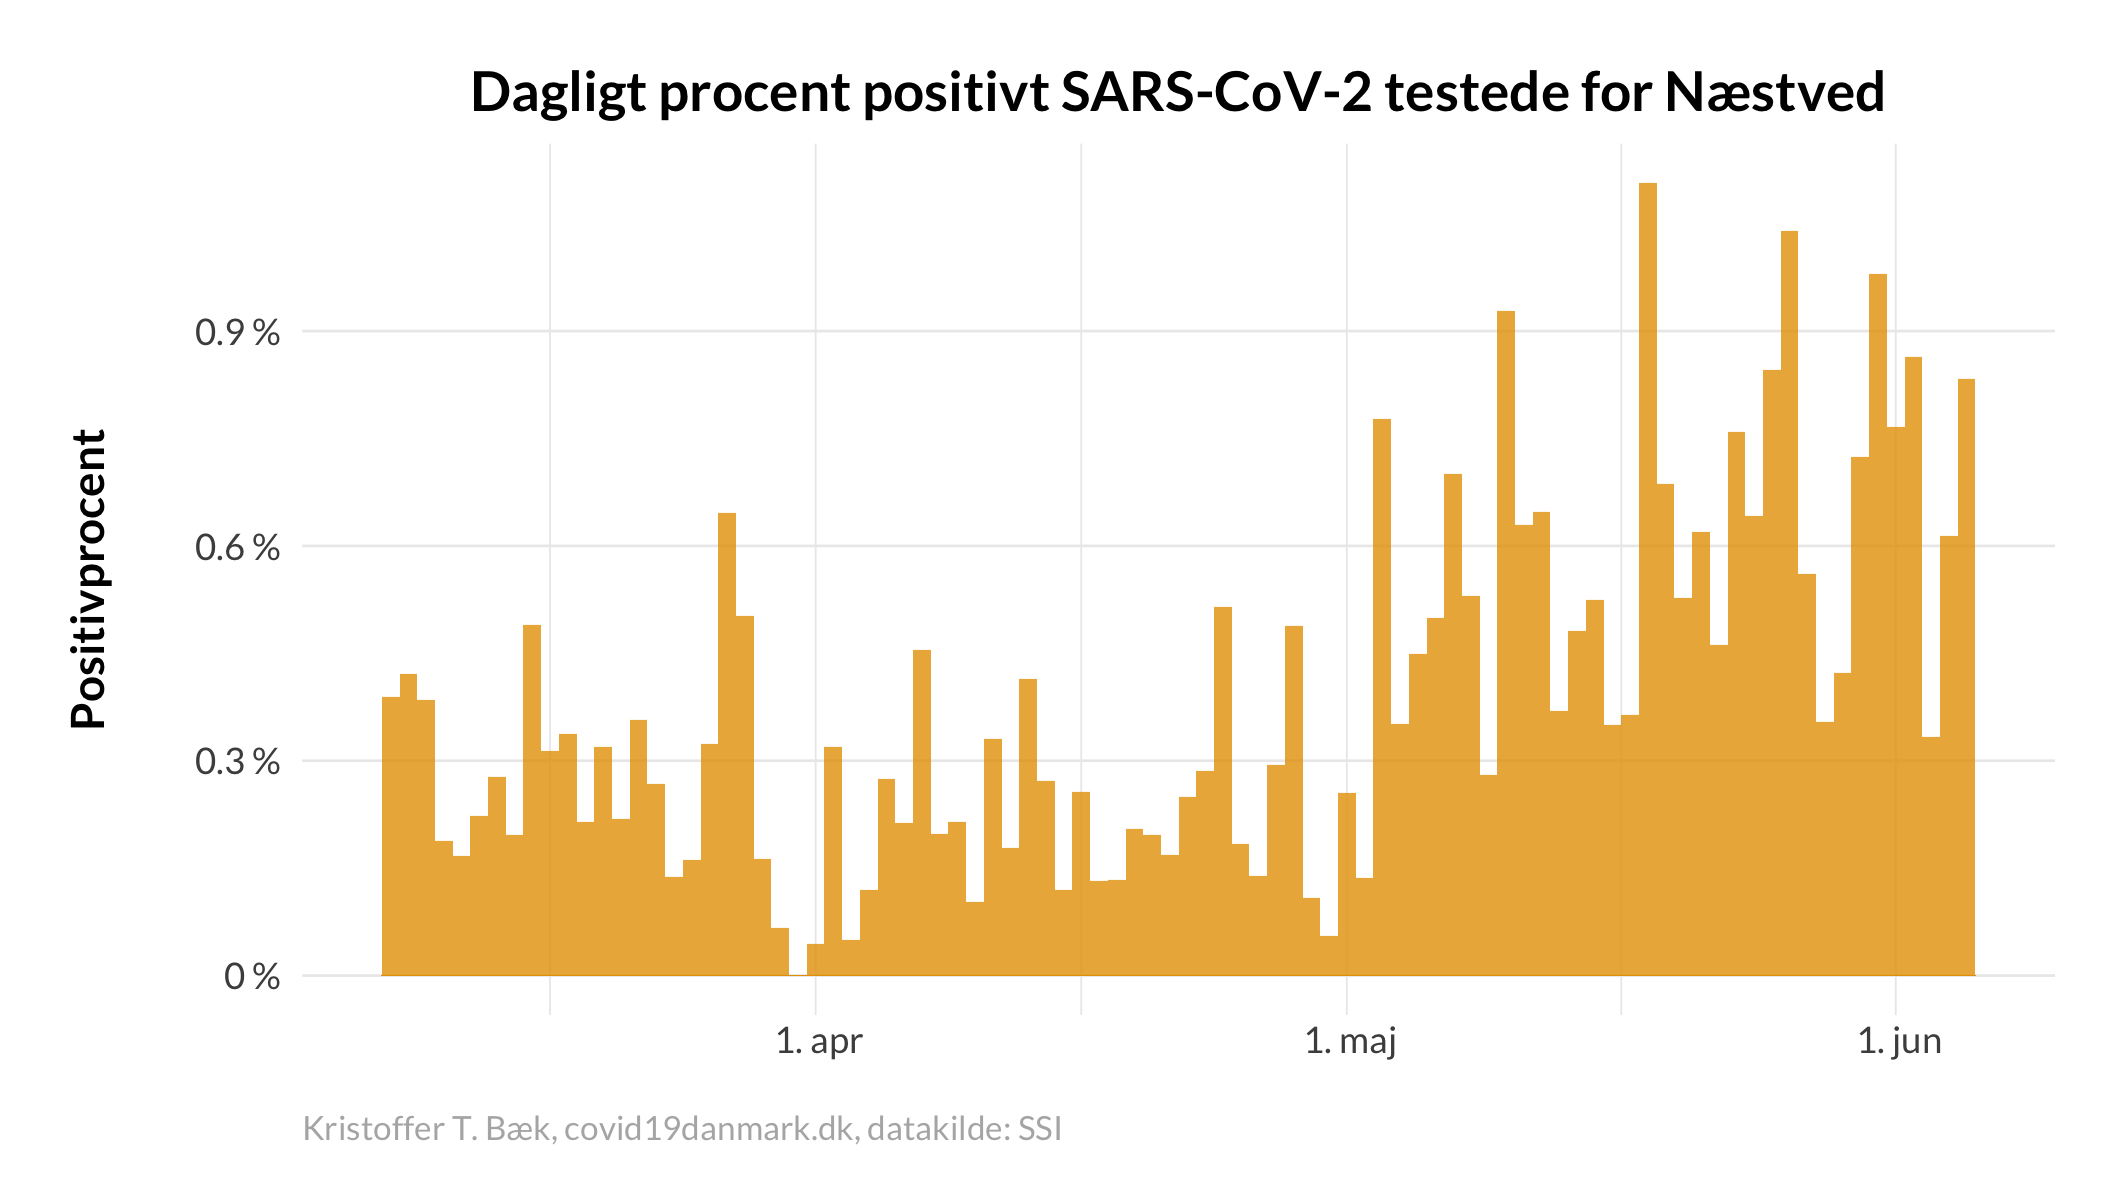 Dagligt procent positivt SARS-CoV-2 testede for Næstved
Positivprocent
0.9 %
0.6 %
0.3 %
0 %
1. apr
1. maj
1. jun
Kristoffer T. Bæk, covid19danmark.dk, datakilde: SSI